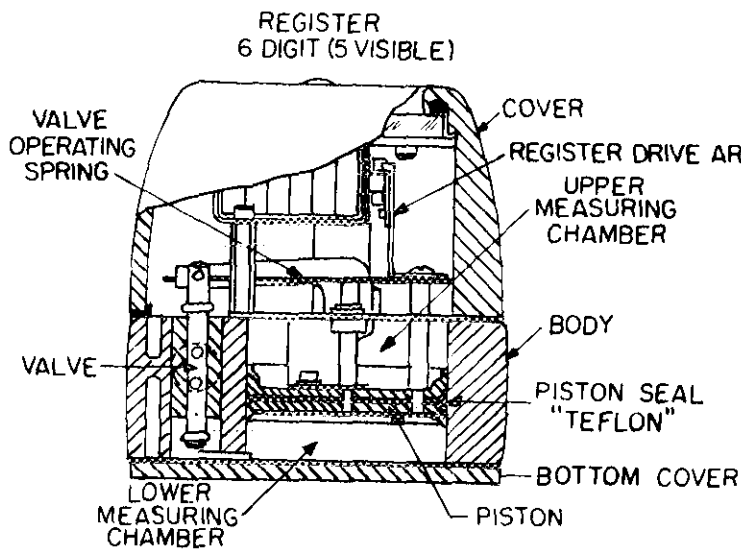 REGISTER
6 DIGIT (5 VISIBLE)
VALVE
OPERATING
SPRING
COVER
REGISTER DRIVE AR
UPPER
MEASURING
CHAMBER
BODY
VALVE
PISTON SEAL
"TEFLON"
BOTTOM COVER
LOWER
MEASURING
CHAMBER
PISTON